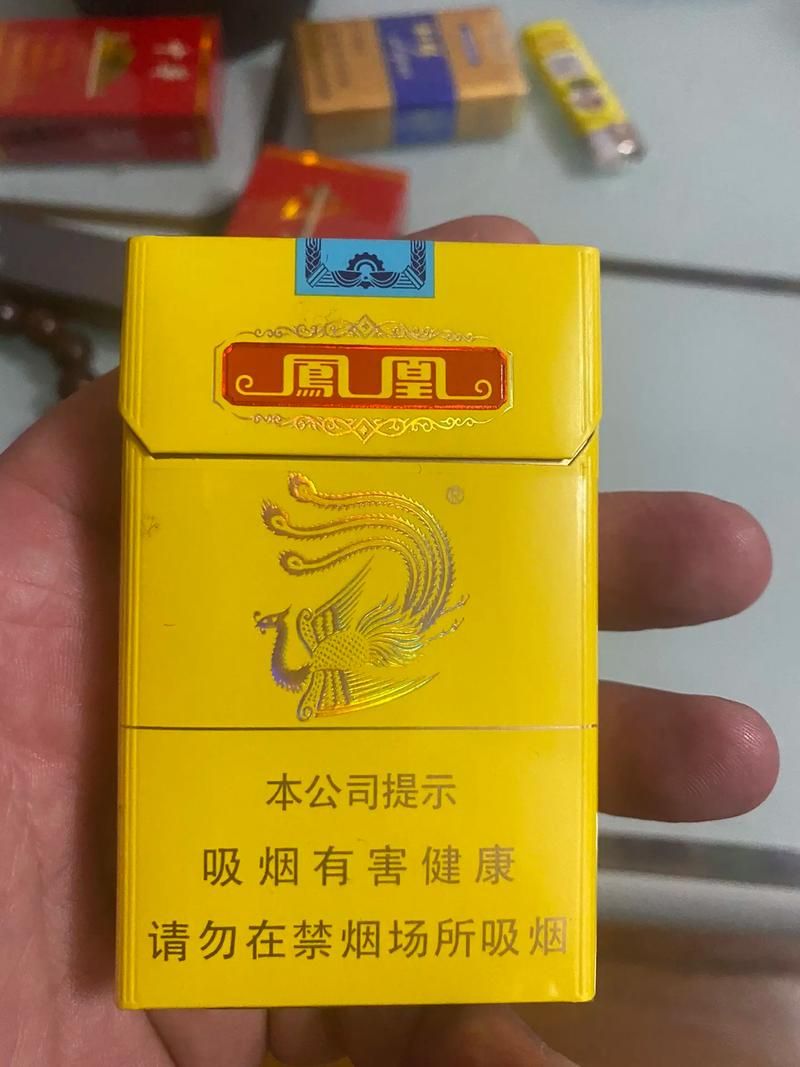 鳳凰
®
本公司提示
吸烟有害健康
请勿在禁烟场所吸烟